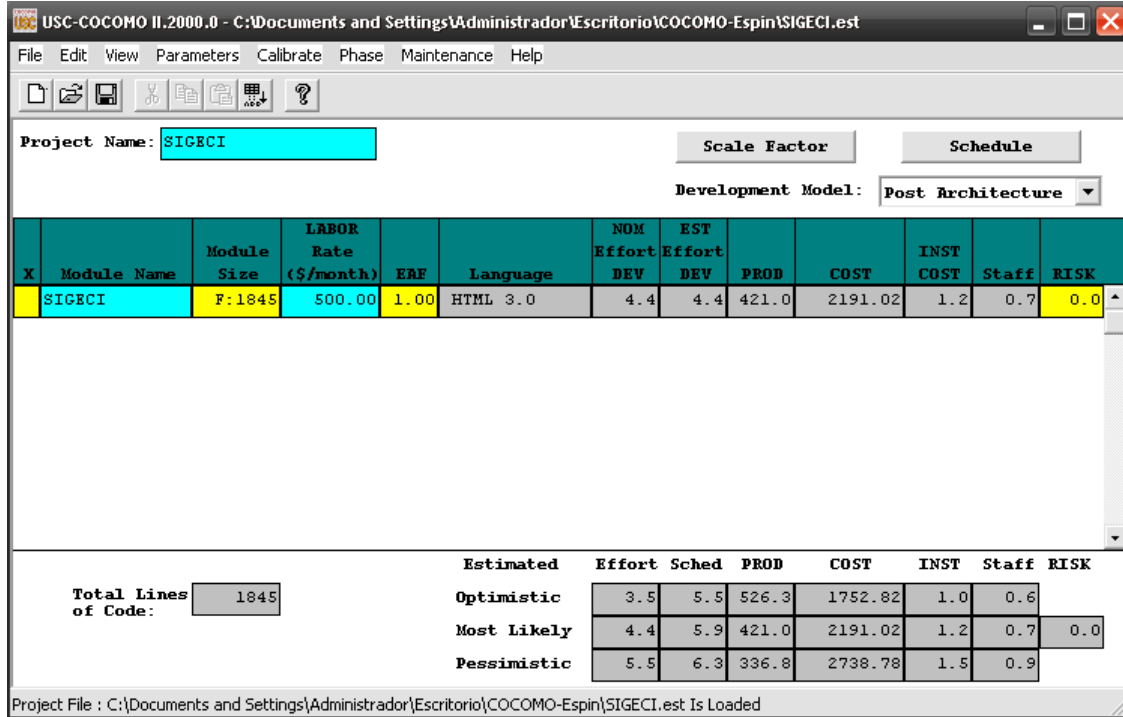 USC-COCOMO II.2000.0 - C:\Documents and Settings\Administrador\Escritorio\COCOMO-Espin\SIGECI.est
File Edit View Parameters Calibrate Phase Maintenance Help
Project Name: SIGECI
Scale Factor Schedule
Development Model: Post Architecture
X Module Name Module Size LABOR Rate ($/month) EAF Language NOM Effort DEV EST Effort DEV PROD COST INST COST Staff RISK
SIGECI F:1845 500.00 1.00 HTML 3.0 4.4 4.4 421.0 2191.02 1.2 0.7 0.0
Estimated Effort Sched PROD COST INST Staff RISK
Total Lines of Code: 1845
Optimistic 3.5 5.5 526.3 1752.82 1.0 0.6
Most Likely 4.4 5.9 421.0 2191.02 1.2 0.7 0.0
Pessimistic 5.5 6.3 336.8 2738.78 1.5 0.9
Project File : C:\Documents and Settings\Administrador\Escritorio\COCOMO-Espin\SIGECI.est Is Loaded